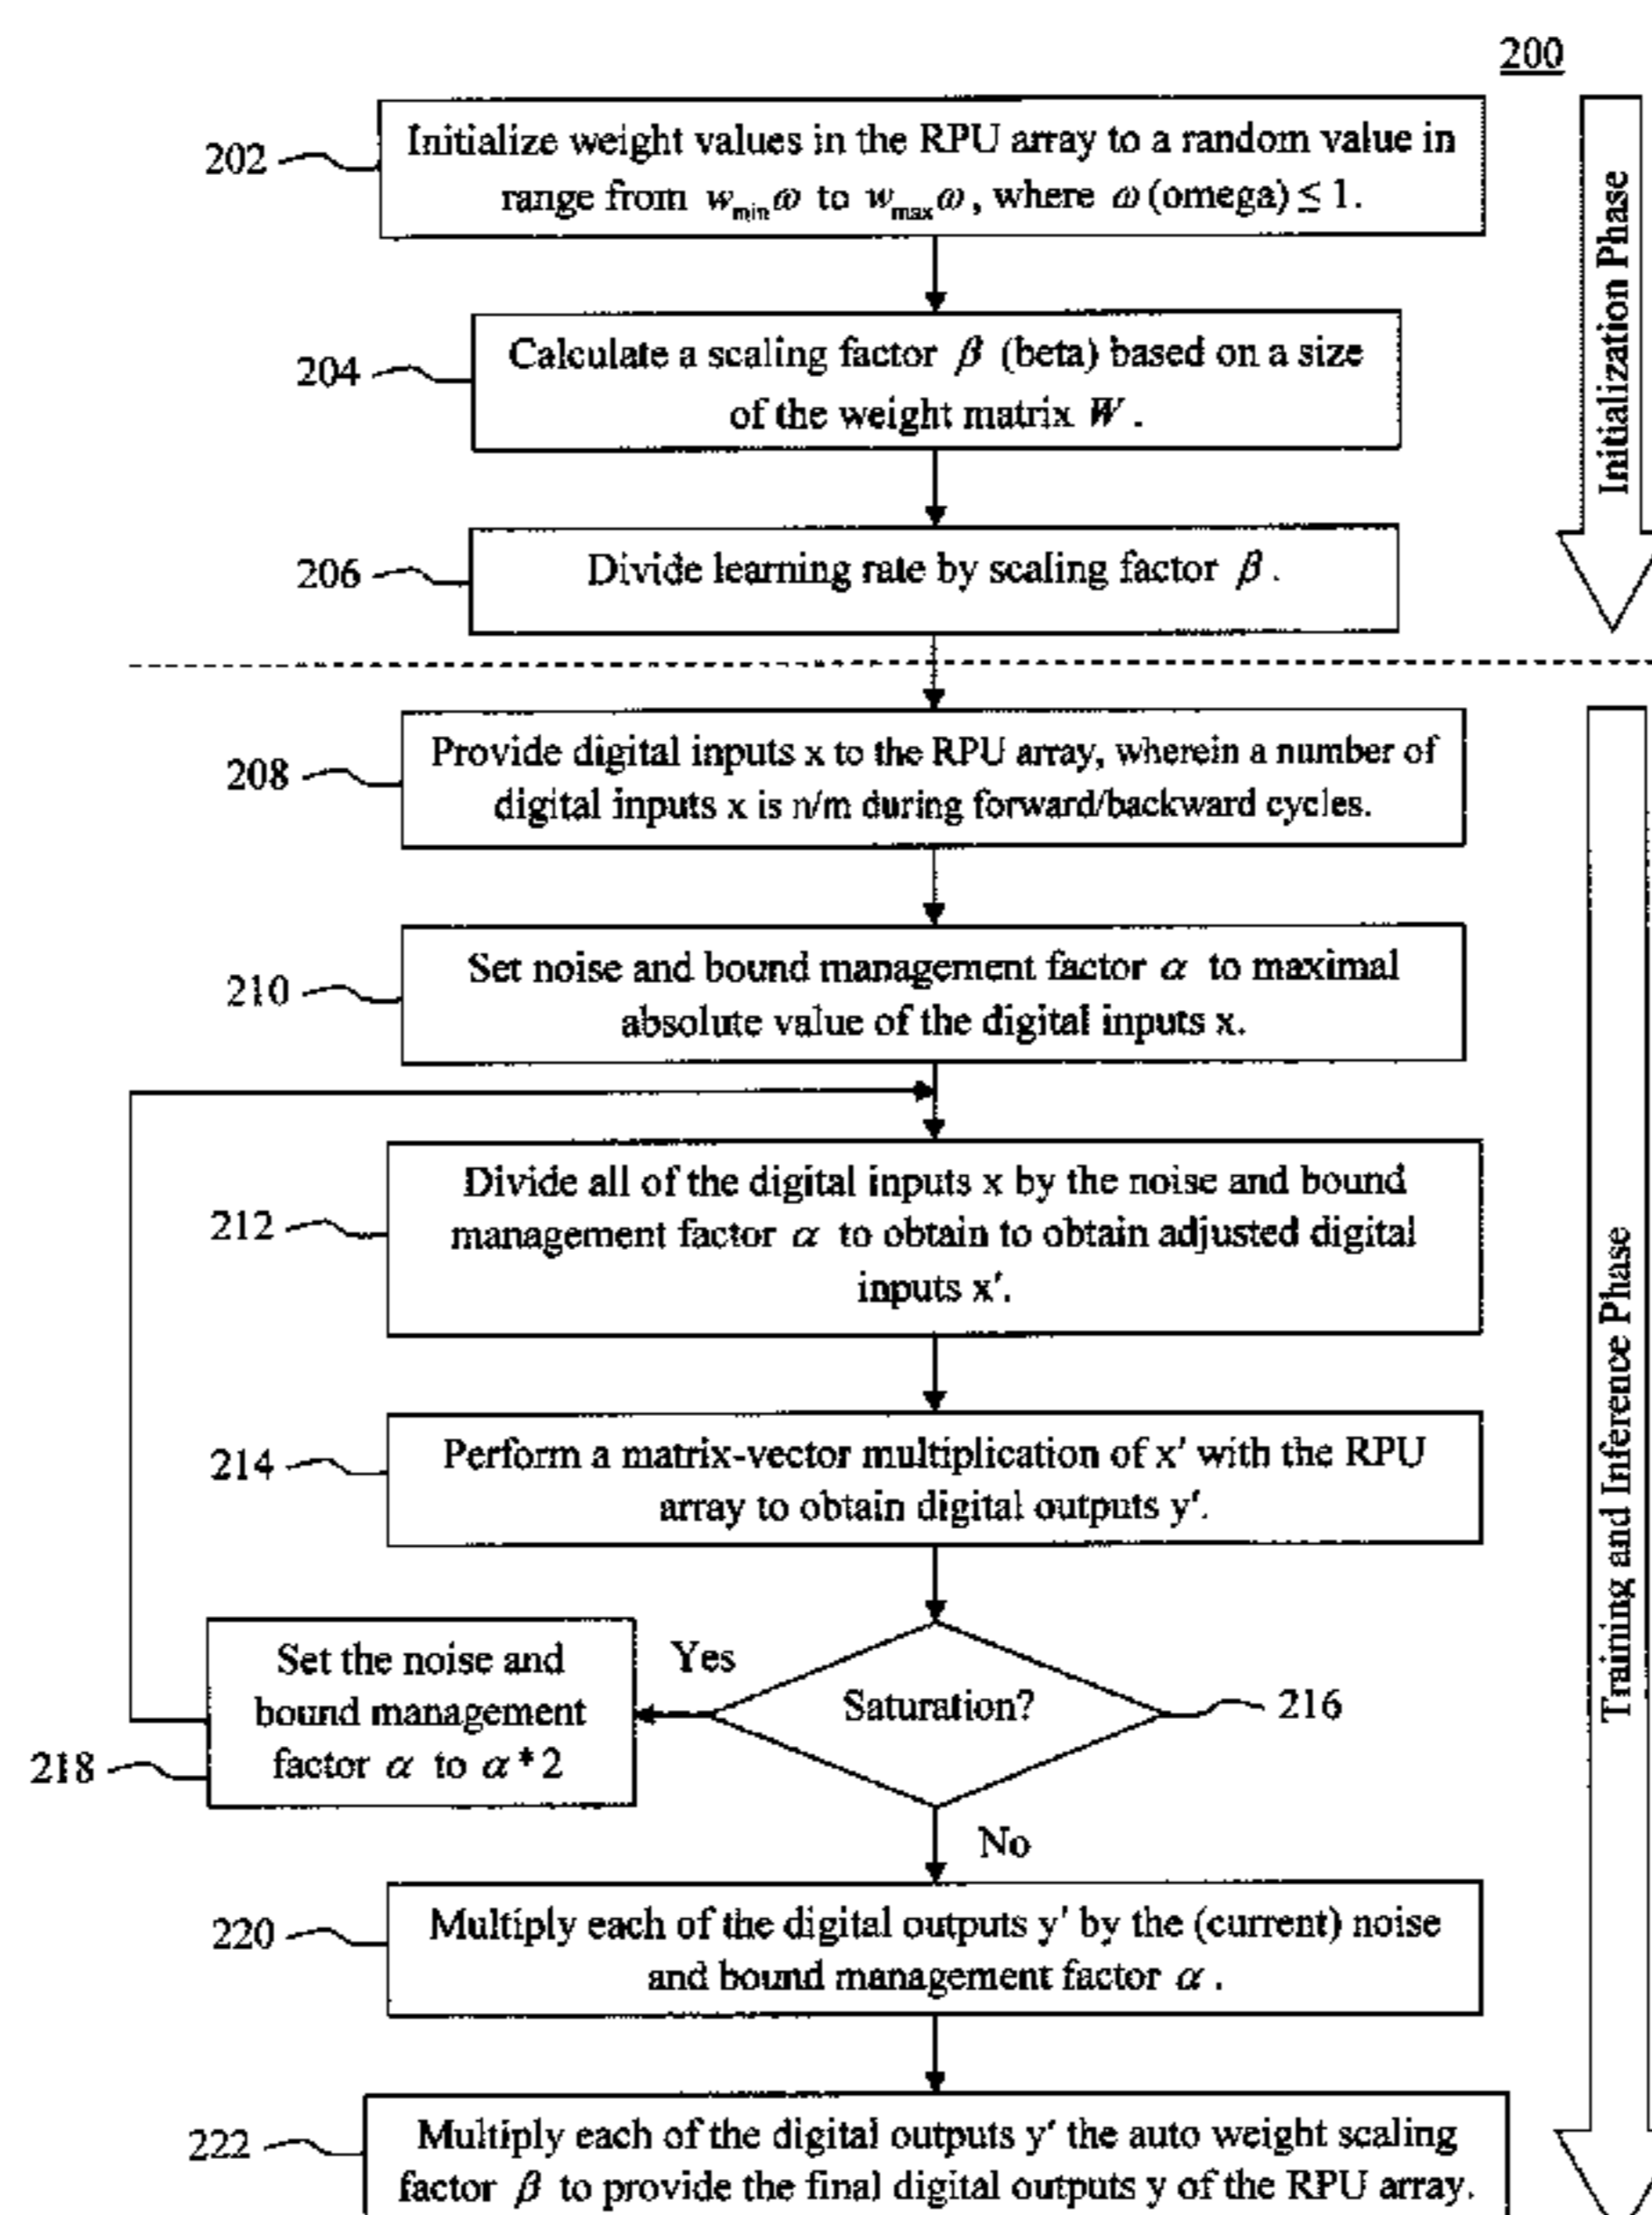 200
202
Initialize weight values in the RPU array to a random value in
range from wmin ω to wmax ω, where ω (omega) ≤ 1.
204
Calculate a scaling factor β (beta) based on a size
of the weight matrix W.
206
Divide learning rate by scaling factor β.
Initialization Phase
208
Provide digital inputs x to the RPU array, wherein a number of
digital inputs x is n/m during forward/backward cycles.
210
Set noise and bound management factor α to maximal
absolute value of the digital inputs x.
212
Divide all of the digital inputs x by the noise and bound
management factor α to obtain to obtain adjusted digital
inputs x'.
214
Perform a matrix-vector multiplication of x' with the RPU
array to obtain digital outputs y'.
216
Saturation?
Yes
218
Set the noise and
bound management
factor α to α*2
No
220
Multiply each of the digital outputs y' by the (current) noise
and bound management factor α.
222
Multiply each of the digital outputs y' the auto weight scaling
factor β to provide the final digital outputs y of the RPU array.
Training and Inference Phase